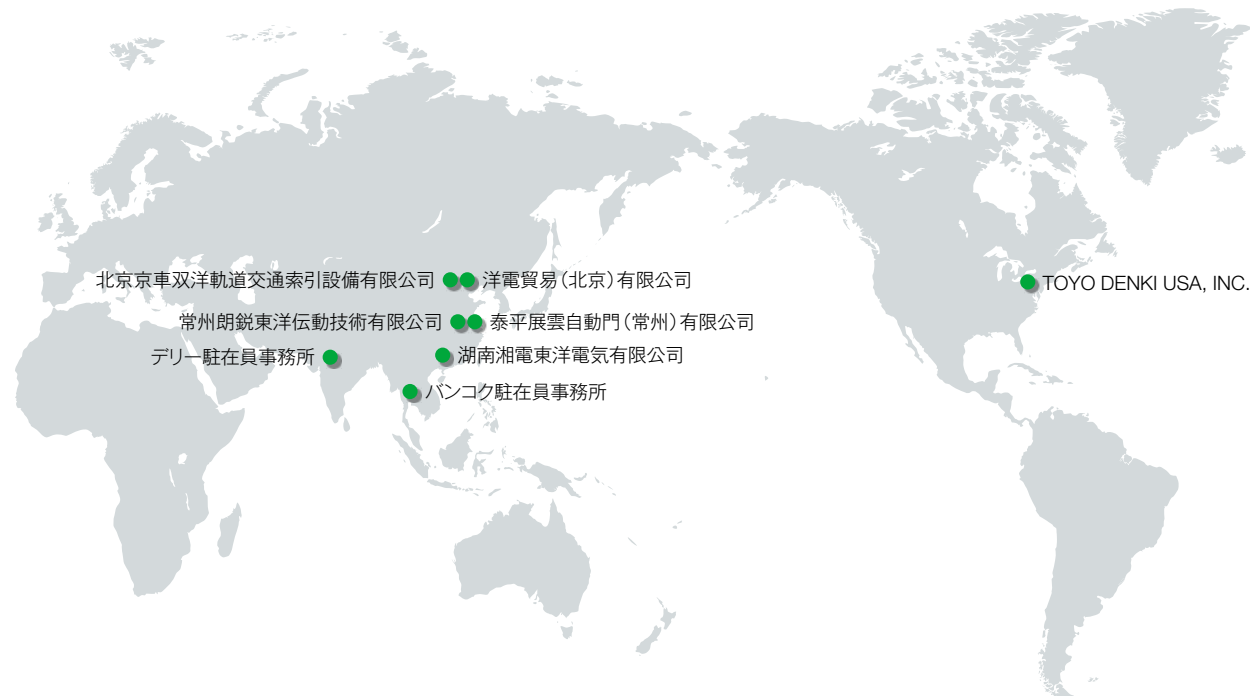 北京京車双洋軌道交通索引設備有限公司
洋電貿易(北京)有限公司
TOYO DENKI USA, INC.
常州朗鋭東洋伝動技術有限公司
泰平展雲自動門(常州)有限公司
デリー駐在員事務所
湖南湘電東洋電気有限公司
バンコク駐在員事務所